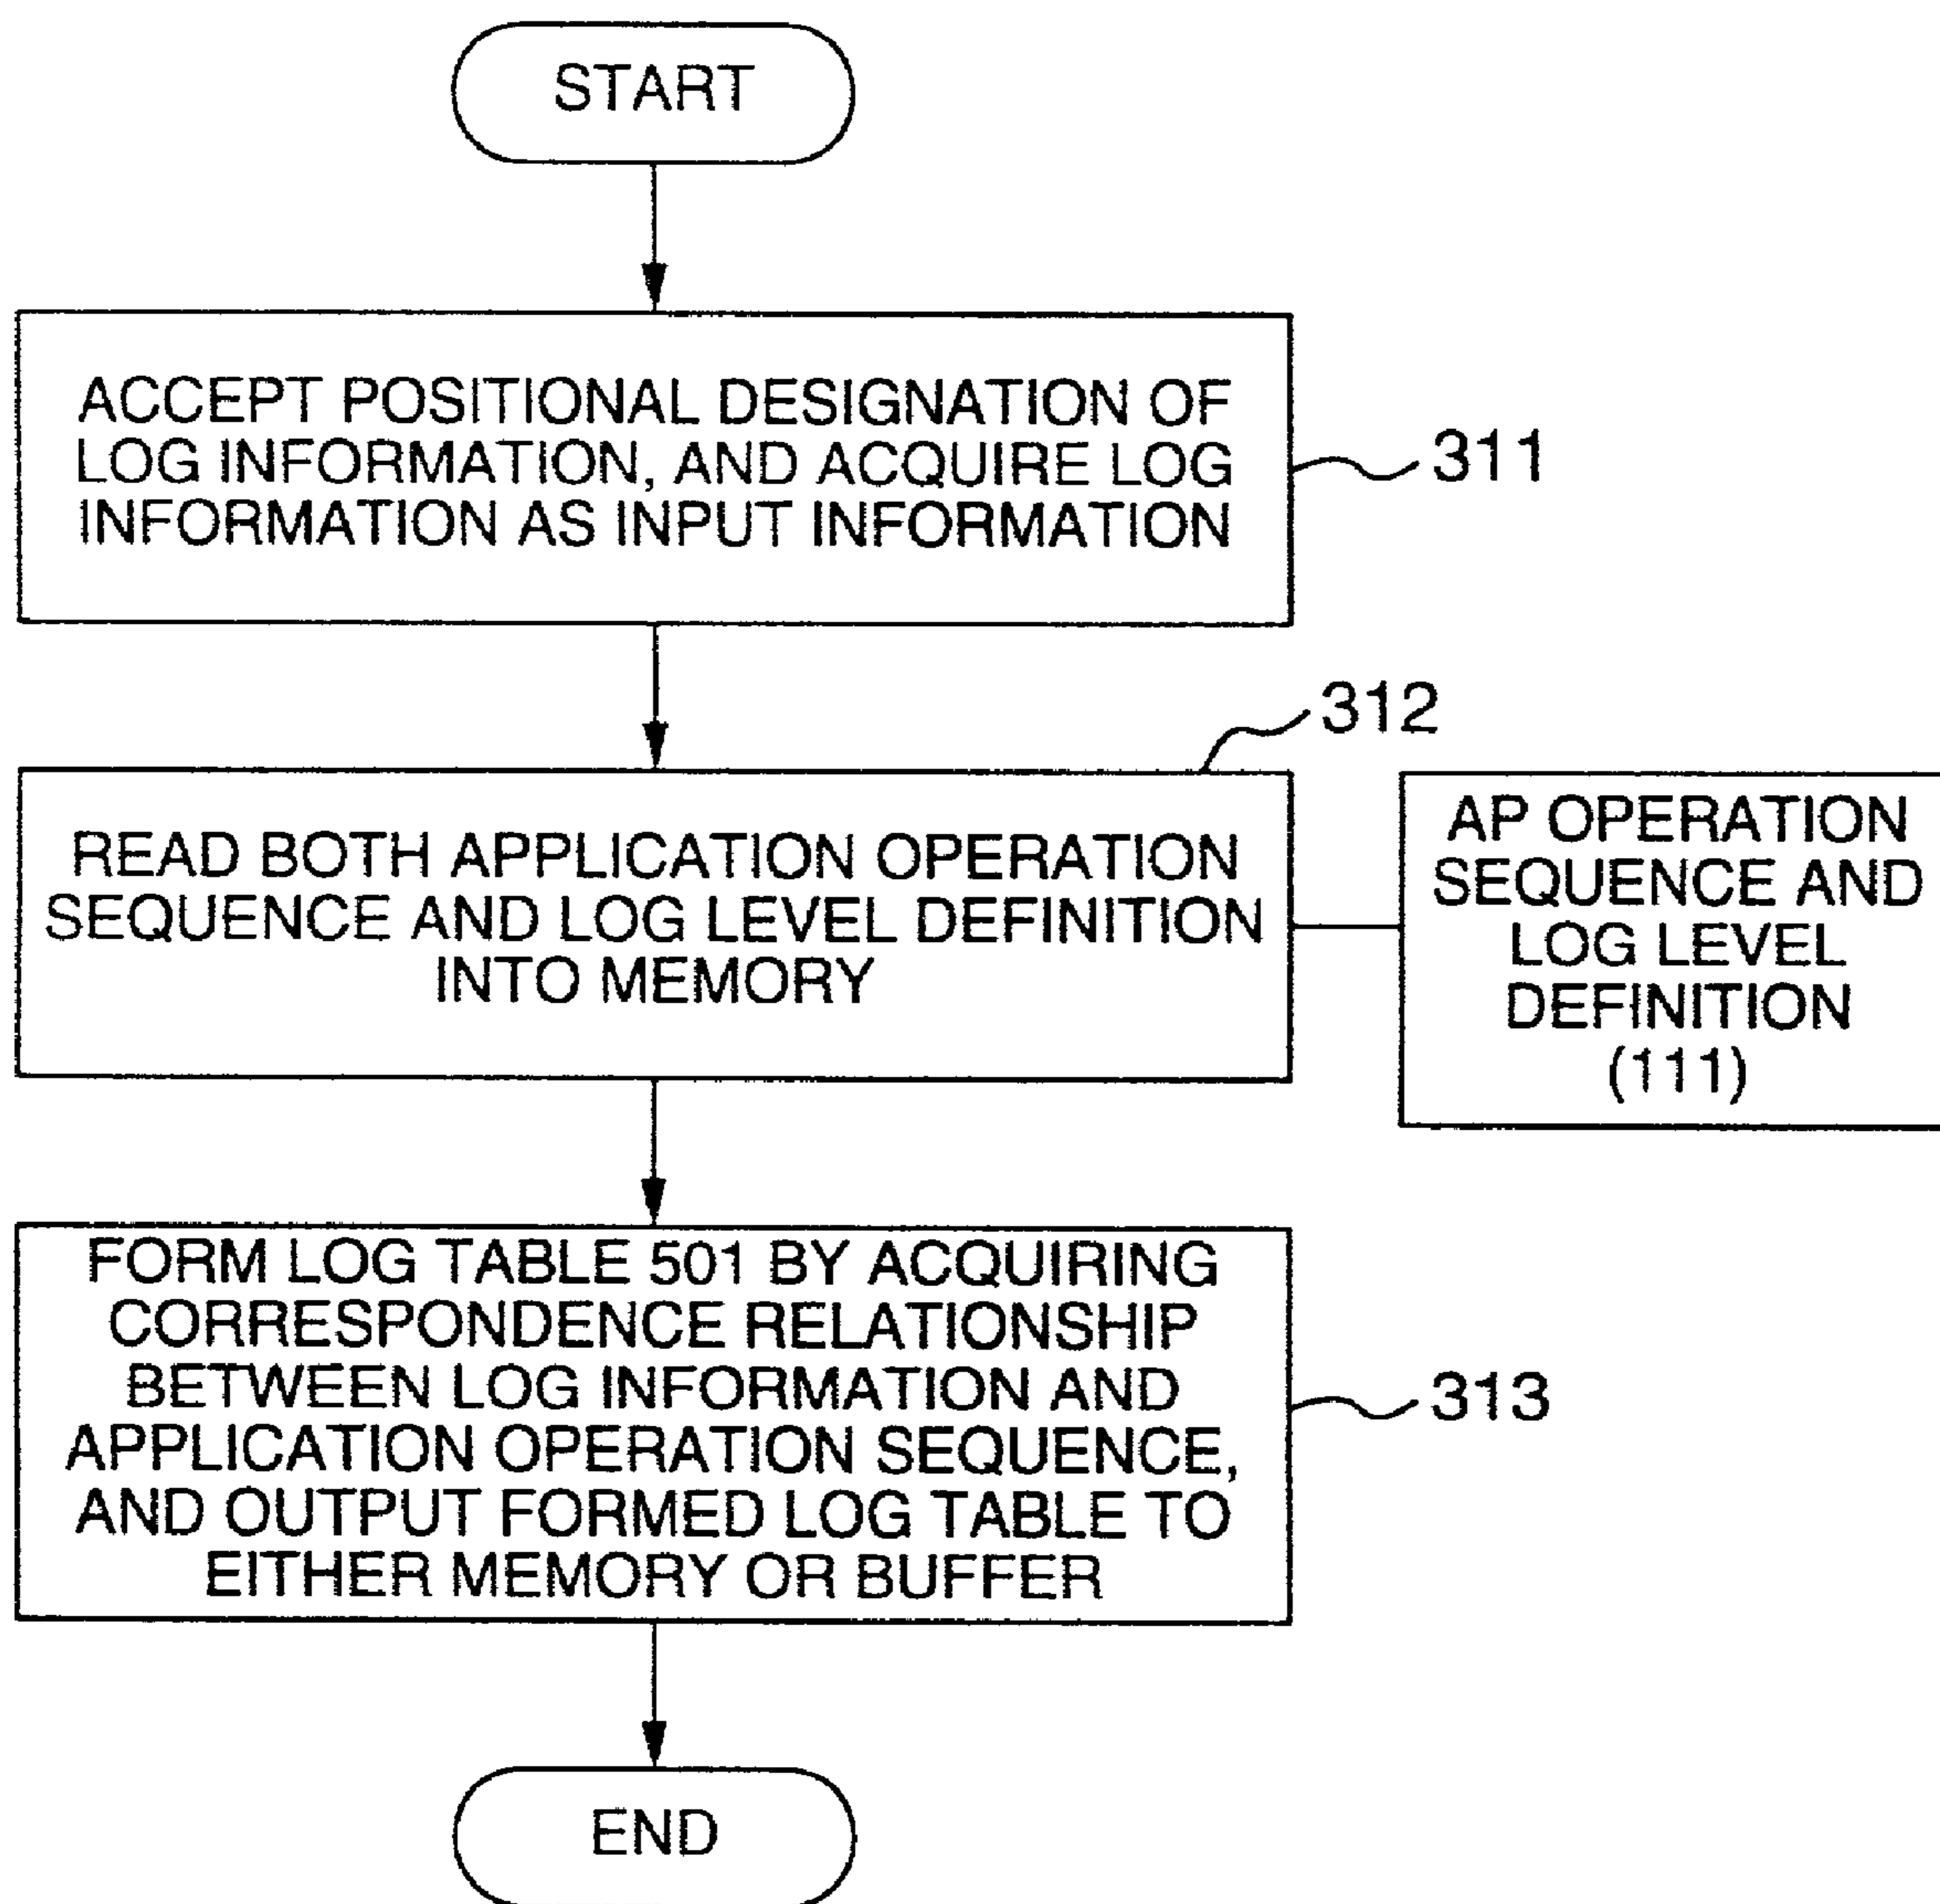 START
ACCEPT POSITIONAL DESIGNATION OF
LOG INFORMATION, AND ACQUIRE LOG
INFORMATION AS INPUT INFORMATION
311
312
READ BOTH APPLICATION OPERATION
SEQUENCE AND LOG LEVEL DEFINITION
INTO MEMORY
AP OPERATION
SEQUENCE AND
LOG LEVEL
DEFINITION
(111)
FORM LOG TABLE 501 BY ACQUIRING
CORRESPONDENCE RELATIONSHIP
BETWEEN LOG INFORMATION AND
APPLICATION OPERATION SEQUENCE,
AND OUTPUT FORMED LOG TABLE TO
EITHER MEMORY OR BUFFER
313
END